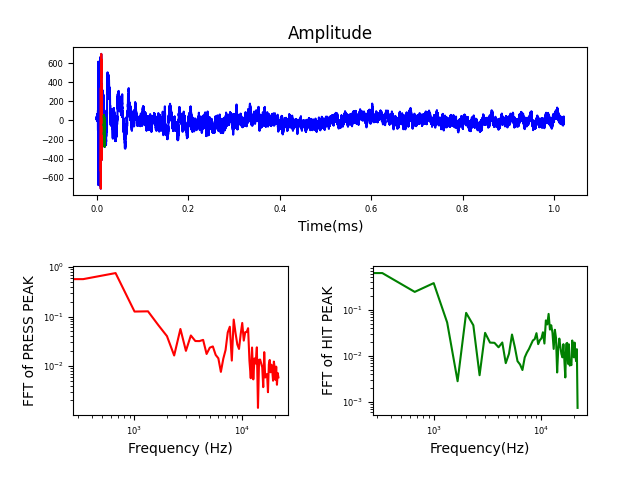 Amplitude
600
400
200
0
−200
−400
−600
0.0 0.2 0.4 0.6 0.8 1.0
Time(ms)
FFT of PRESS PEAK
10⁰
10⁻¹
10⁻²
10³ 10⁴
Frequency (Hz)
FFT of HIT PEAK
10⁻¹
10⁻²
10⁻³
10³ 10⁴
Frequency(Hz)